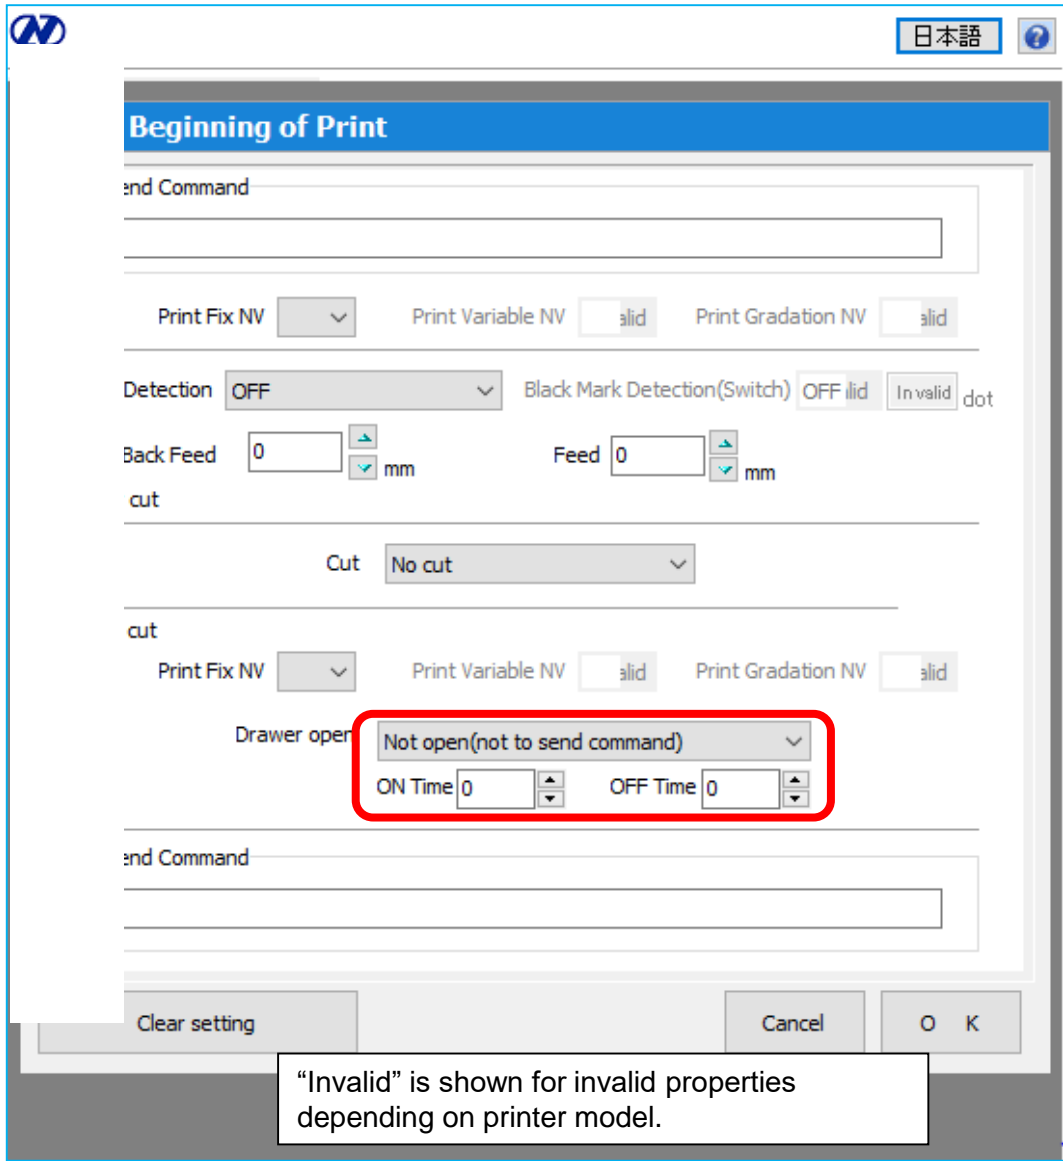 日本語
Beginning of Print
end Command
Print Fix NV Print Variable NV alid Print Gradation NV alid
Detection OFF Black Mark Detection(Switch) OFF lid Invalid dot
Back Feed 0 mm Feed 0 mm
cut
Cut No cut
cut
Print Fix NV Print Variable NV alid Print Gradation NV alid
Drawer open Not open(not to send command)
ON Time 0 OFF Time 0
end Command
Clear setting Cancel O K
“Invalid” is shown for invalid properties
depending on printer model.